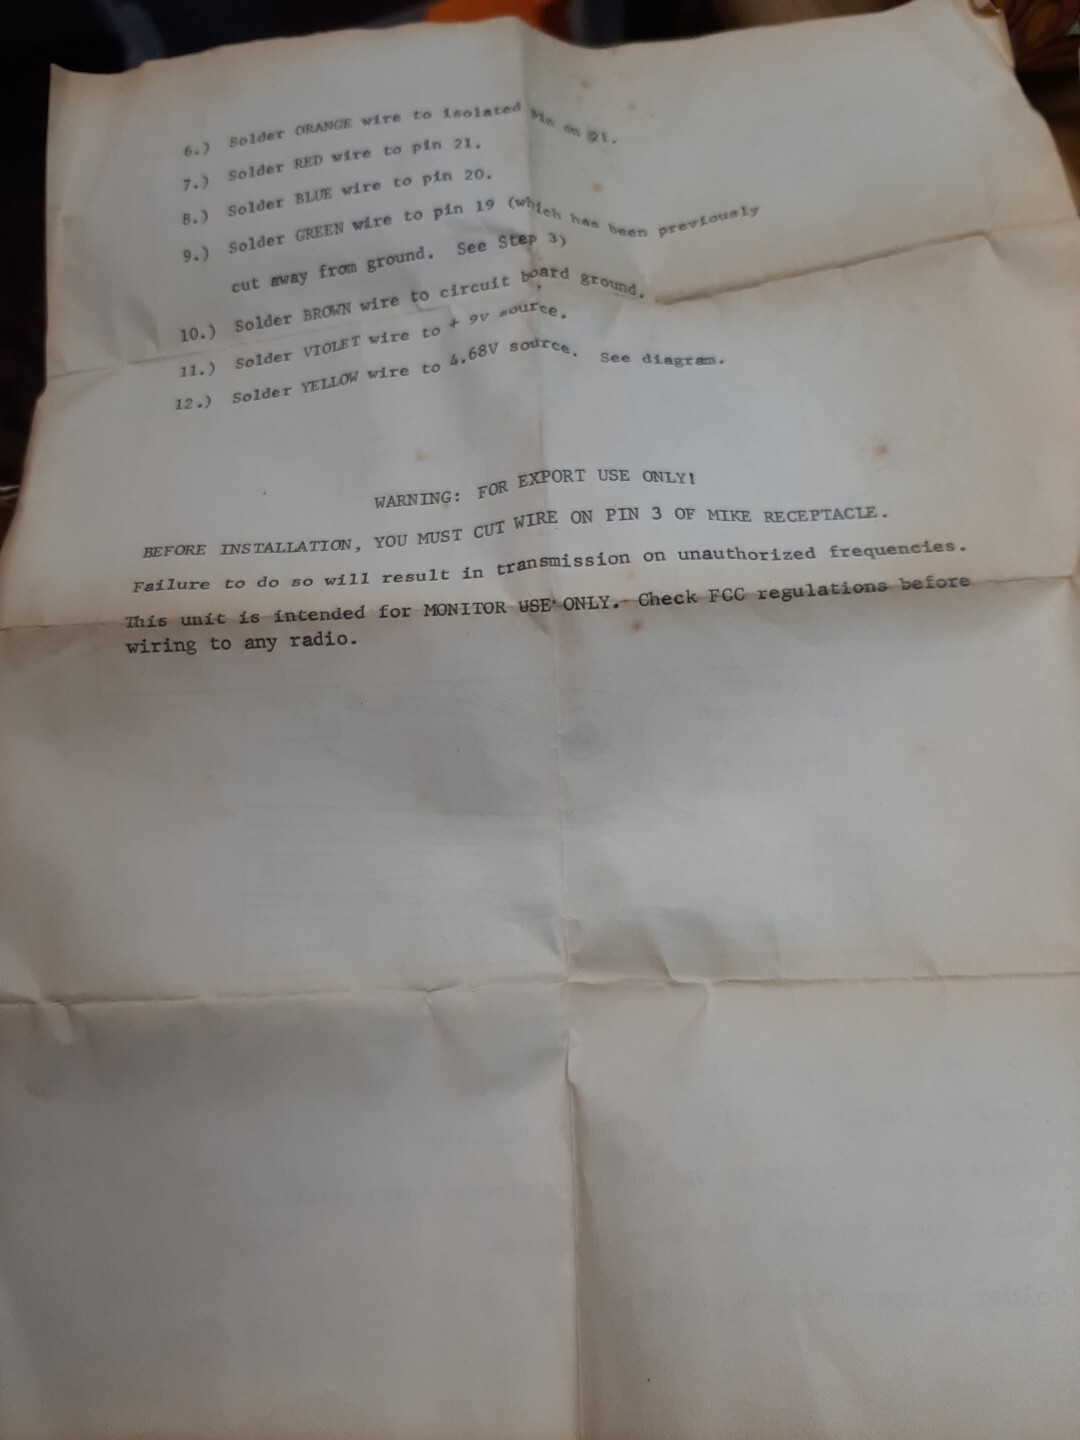 6.) Solder ORANGE wire to isolated pin on 21.
7.) Solder RED wire to pin 21.
8.) Solder BLUE wire to pin 20.
9.) Solder GREEN wire to pin 19 (which has been previously
cut away from ground. See Step 3)
10.) Solder BROWN wire to circuit board ground.
11.) Solder VIOLET wire to + 9v source.
12.) Solder YELLOW wire to 4.68V source. See diagram.
WARNING: FOR EXPORT USE ONLY!
BEFORE INSTALLATION, YOU MUST CUT WIRE ON PIN 3 OF MIKE RECEPTACLE.
Failure to do so will result in transmission on unauthorized frequencies.
This unit is intended for MONITOR USE ONLY. Check FCC regulations before
wiring to any radio.